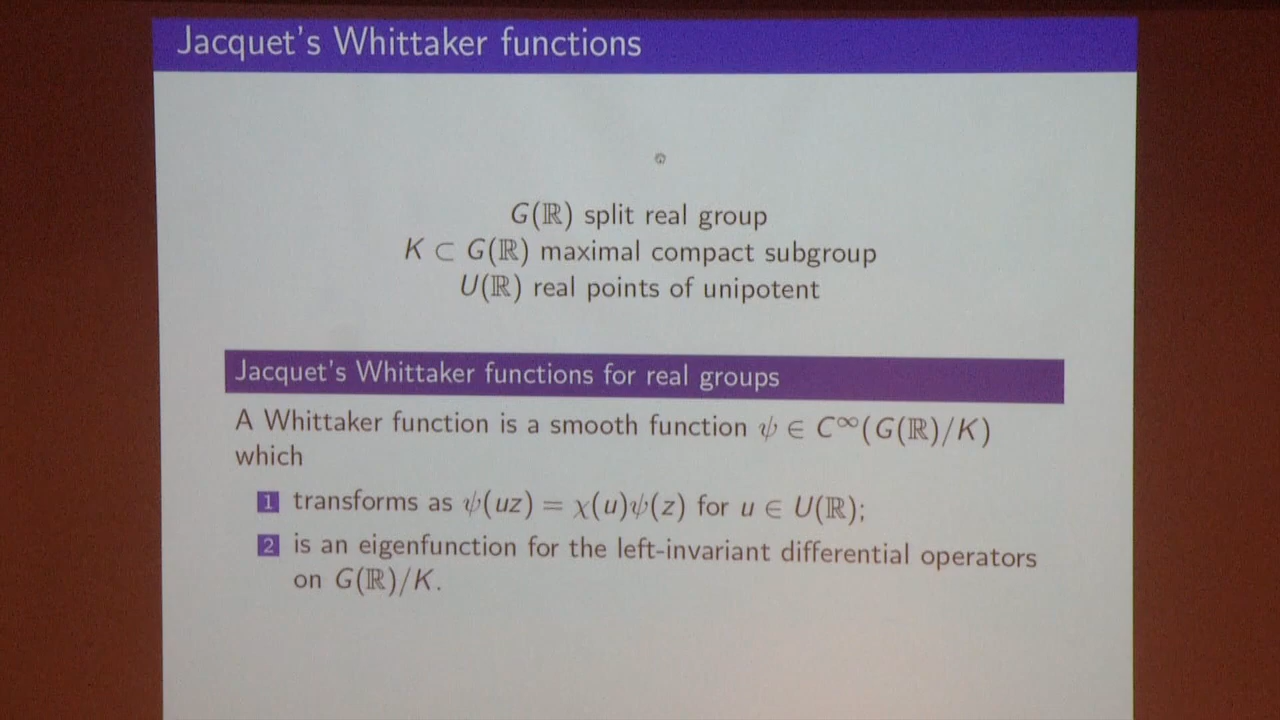 Jacquet's Whittaker functions
G(ℝ) split real group
K ⊂ G(ℝ) maximal compact subgroup
U(ℝ) real points of unipotent
Jacquet's Whittaker functions for real groups
A Whittaker function is a smooth function ψ ∈ C^∞(G(ℝ)/K)
which
1 transforms as ψ(uz) = χ(u)ψ(z) for u ∈ U(ℝ);
2 is an eigenfunction for the left-invariant differential operators
on G(ℝ)/K.